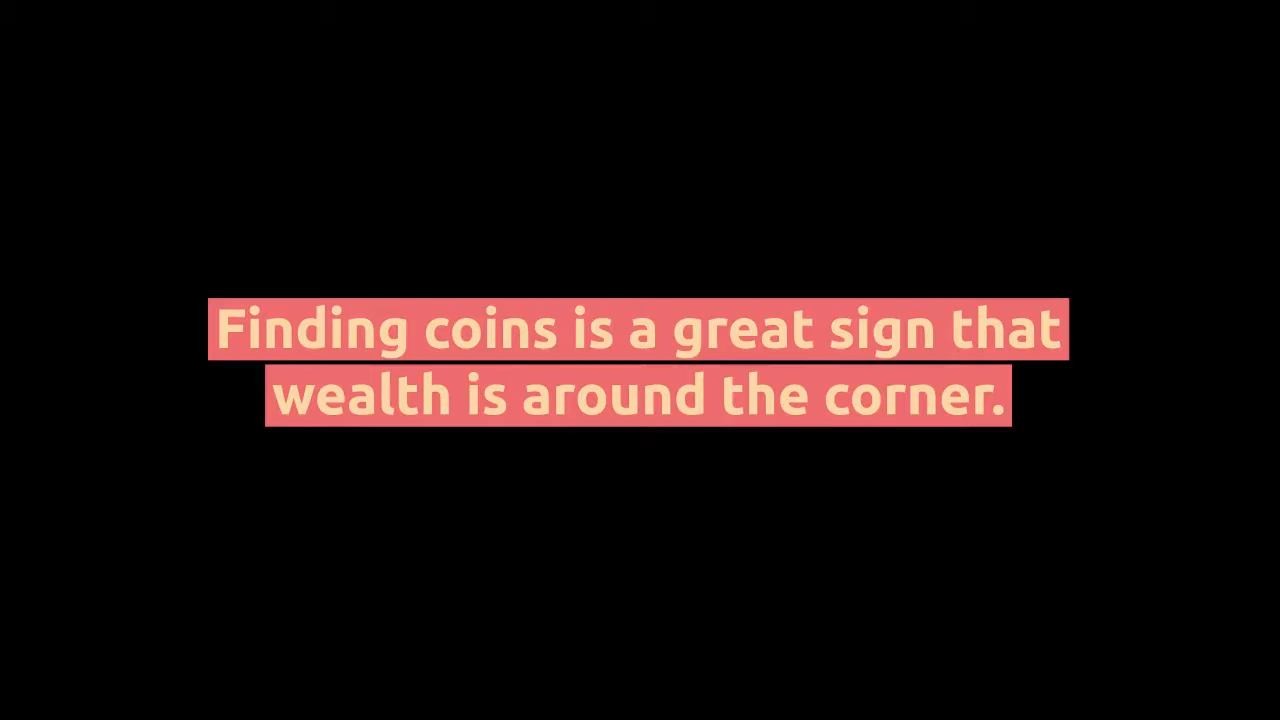 Finding coins is a great sign that
wealth is around the corner.